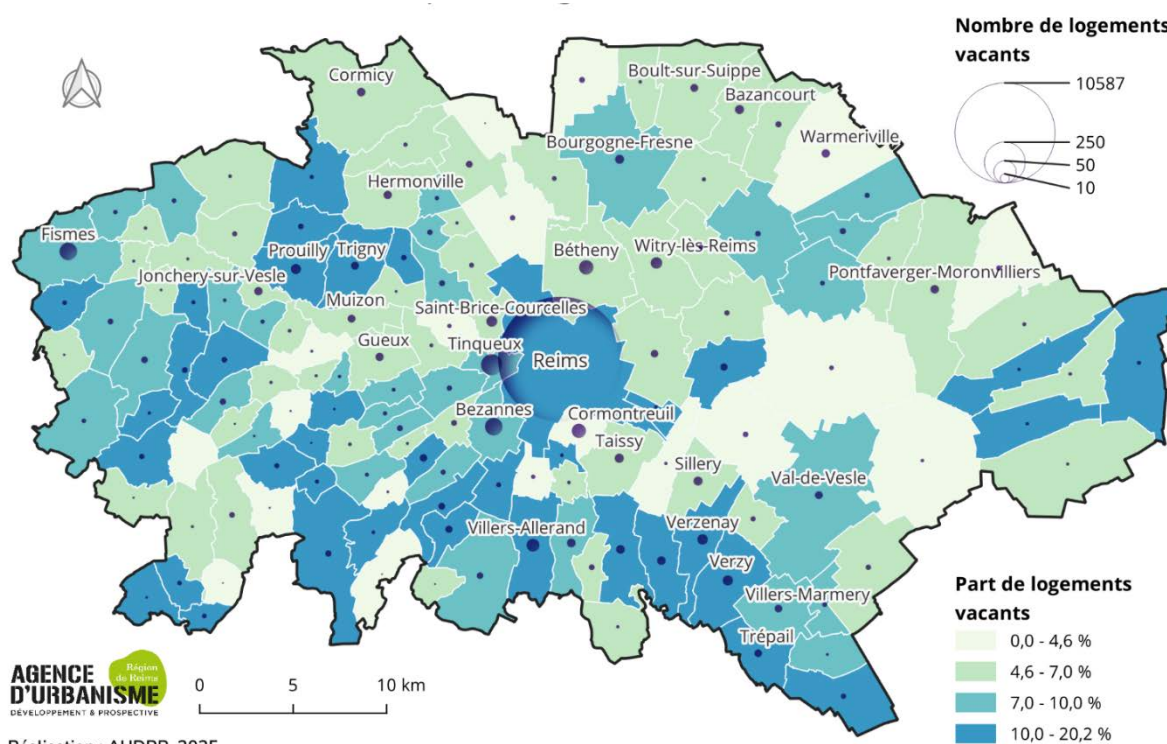 Nombre de logements
vacants
10587
250
50
10
Cormicy
Boult-sur-Suippe
Bazancourt
Bourgogne-Fresne
Warmeriville
Hermonville
Fismes
Prouilly
Trigny
Bétheny
Witry-lès-Reims
Jonchery-sur-Vesle
Pontfaverger-Moronvilliers
Muizon
Saint-Brice-Courcelles
Gueux
Tinqueux
Reims
Bezannes
Cormontreuil
Taissy
Sillery
Val-de-Vesle
Villers-Allerand
Verzenay
Verzy
Villers-Marmery
Trépail
Part de logements
vacants
0,0 - 4,6 %
4,6 - 7,0 %
7,0 - 10,0 %
10,0 - 20,2 %
AGENCE
D'URBANISME
Région
de Reims
DÉVELOPPEMENT & PROSPECTIVE
0 5 10 km